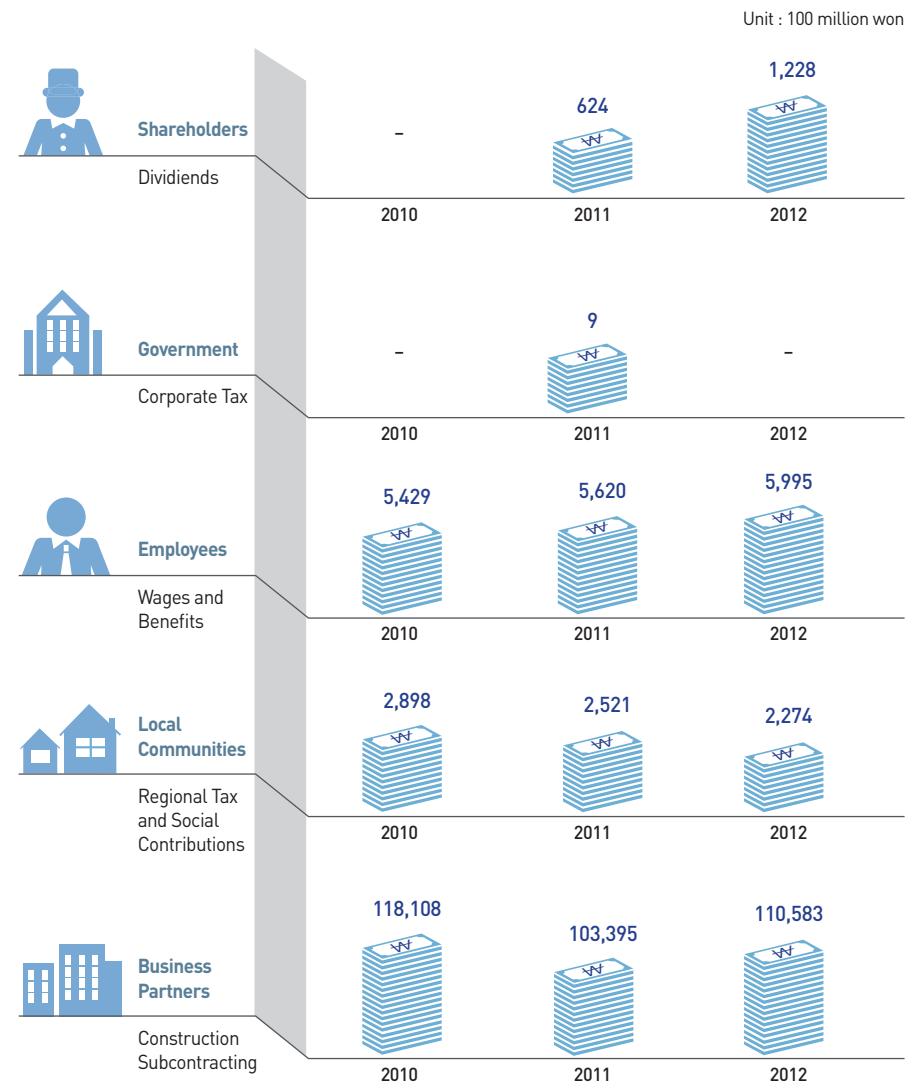 Unit : 100 million won
Shareholders
Dividiends
–
624
1,228
2010 2011 2012
Government
Corporate Tax
–
9
–
2010 2011 2012
Employees
Wages and
Benefits
5,429
5,620
5,995
2010 2011 2012
Local
Communities
Regional Tax
and Social
Contributions
2,898
2,521
2,274
2010 2011 2012
Business
Partners
Construction
Subcontracting
118,108
103,395
110,583
2010 2011 2012